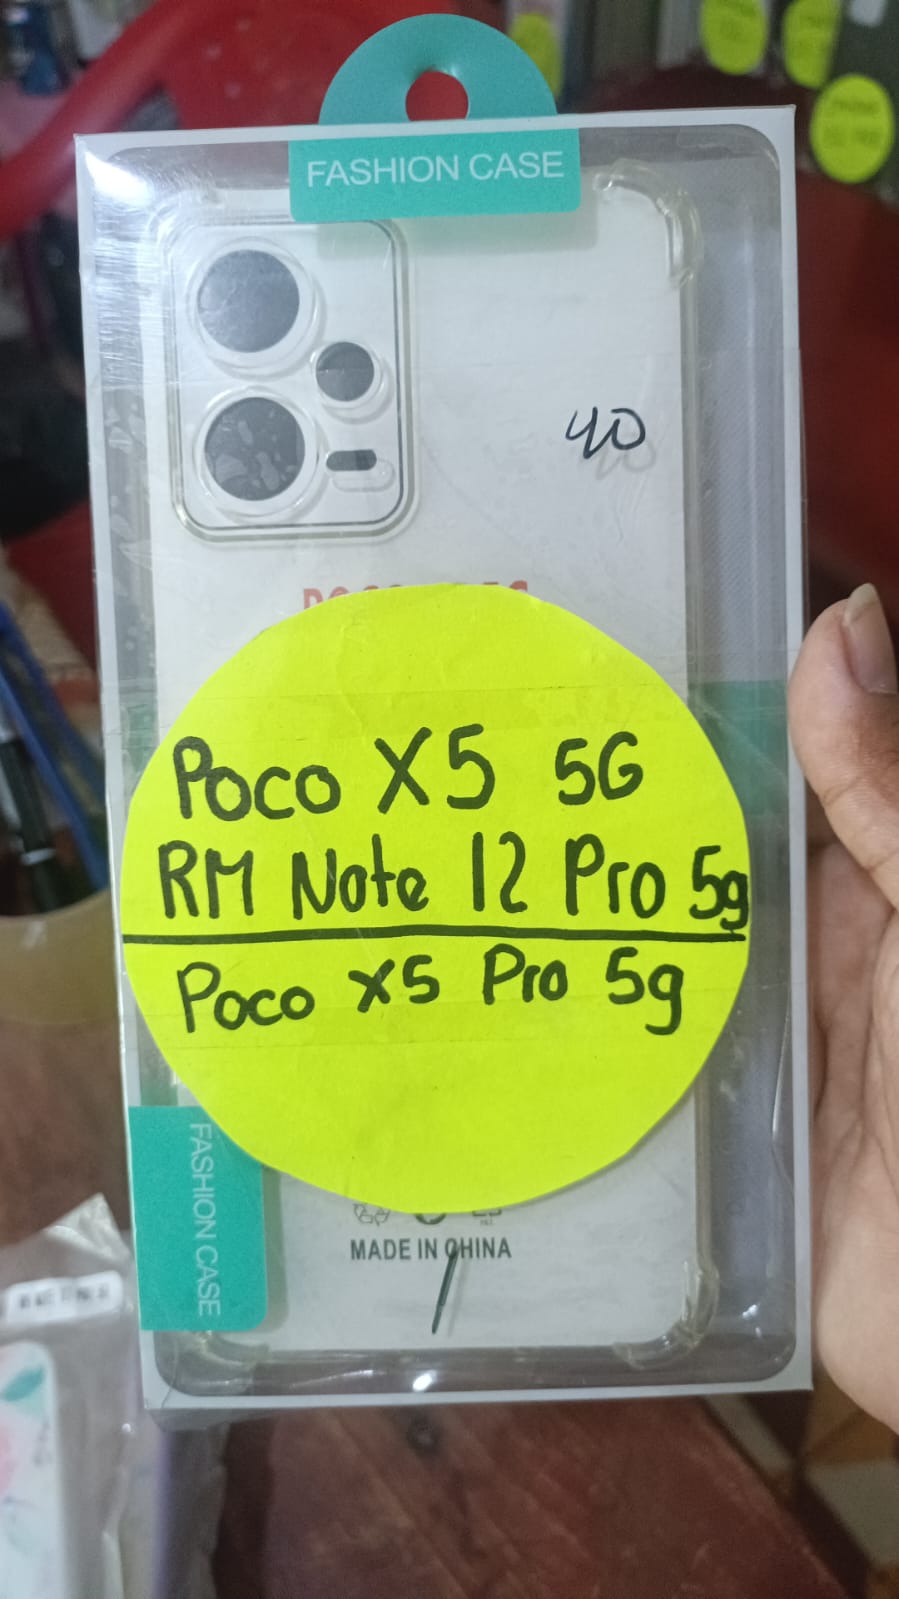 FASHION CASE
40
Poco X5 5G
RM Note 12 Pro 5g
Poco X5 Pro 5g
FASHION CASE
MADE IN CHINA